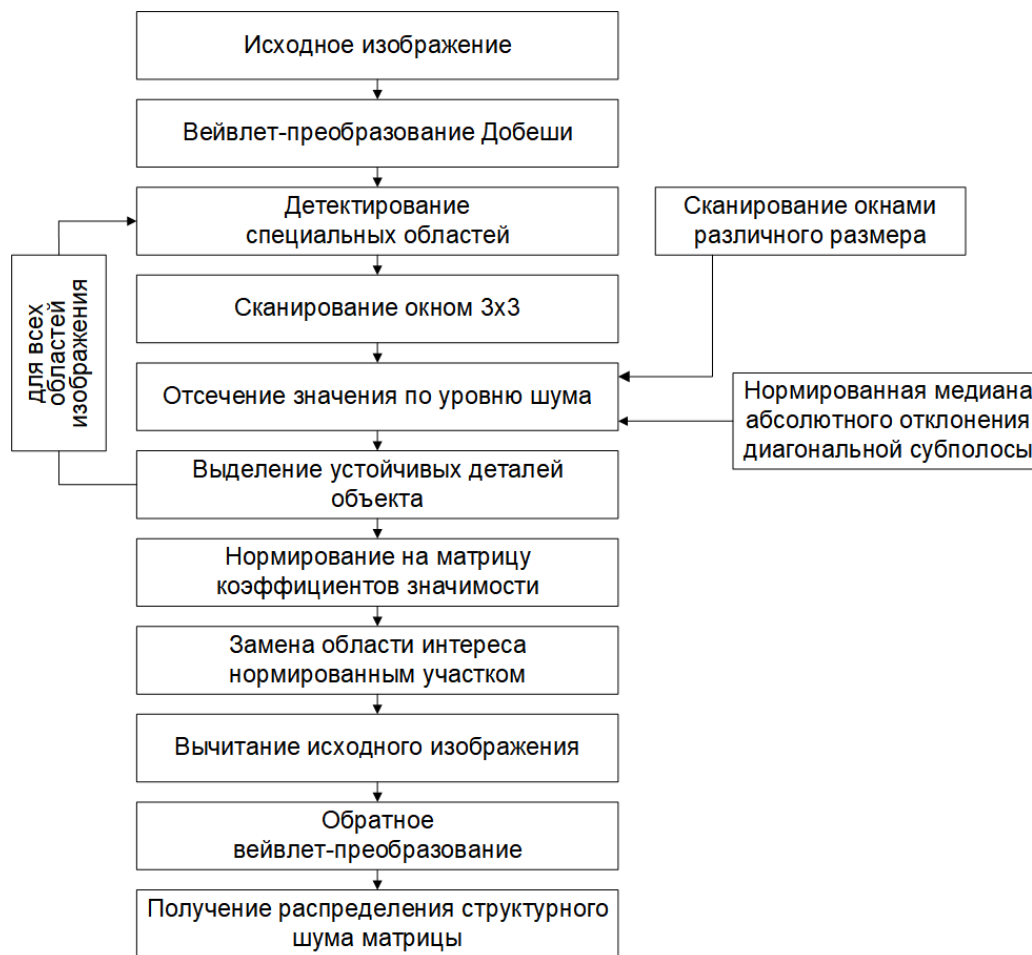 Исходное изображение
Вейвлет-преобразование Добеши
Детектирование
специальных областей
Сканирование окнами
различного размера
для всех
областей
изображения
Сканирование окном 3х3
Отсечение значения по уровню шума
Нормированная медиана
абсолютного отклонения
диагональной субполосы
Выделение устойчивых деталей
объекта
Нормирование на матрицу
коэффициентов значимости
Замена области интереса
нормированным участком
Вычитание исходного изображения
Обратное
вейвлет-преобразование
Получение распределения структурного
шума матрицы